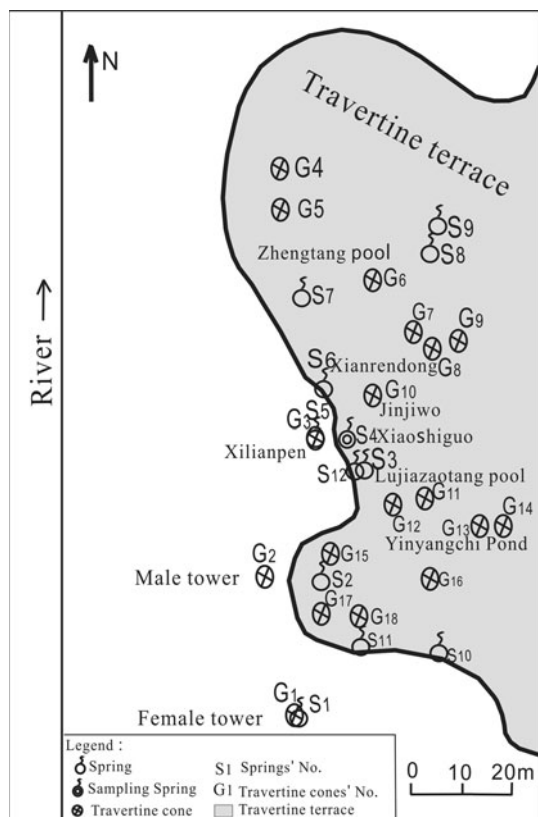 N
Travertine terrace
G4
G5
S9
S8
Zhengtang pool
G6
S7
G7
G9
G8
River →
S6
Xianrendong
G10
S5
Jinjiwo
G3
S4 Xiaoshiguo
Xilianpen
S3
S12
Lujiazaotang pool
G11
G12
G14
G13
Yinyangchi Pond
G2
G15
Male tower
S2
G16
G17
G18
S11
S10
G1
S1
Female tower
Legend :
Spring
S1 Springs' No.
Sampling Spring
G1 Travertine cones' No.
Travertine cone
Travertine terrace
0 10 20m